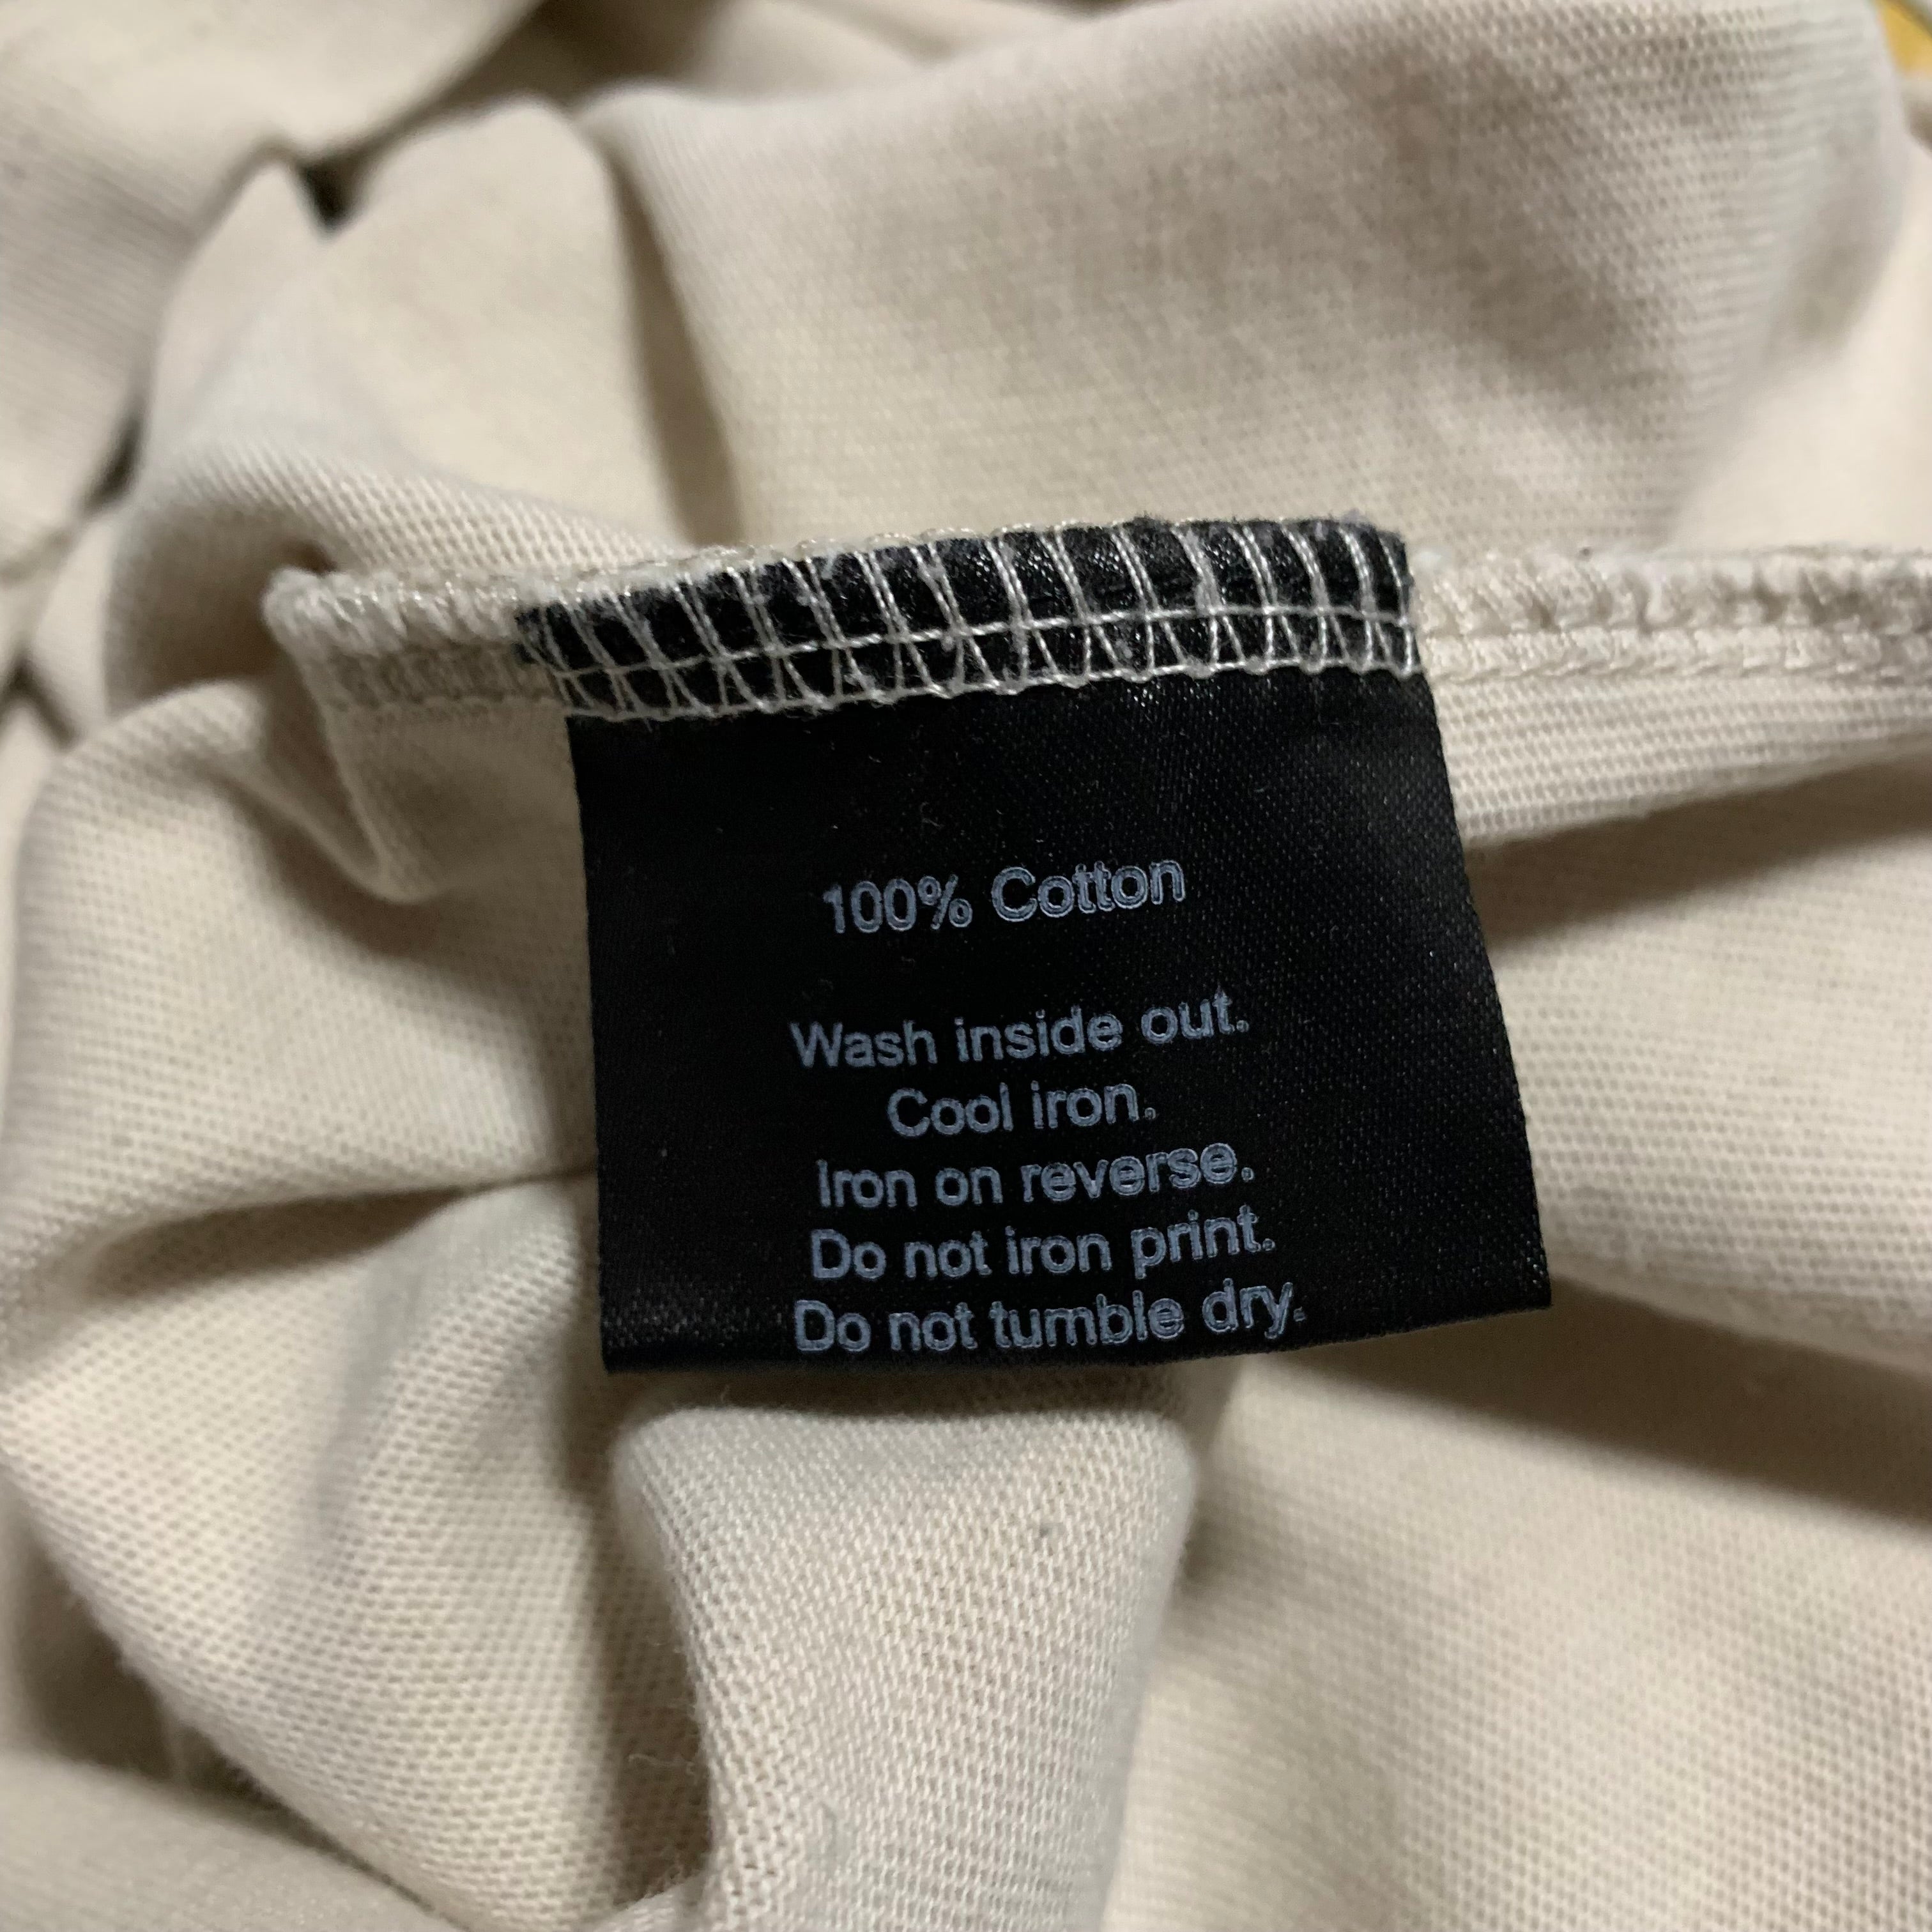 100% Cotton
Wash inside out.
Cool iron.
Iron on reverse.
Do not iron print.
Do not tumble dry.